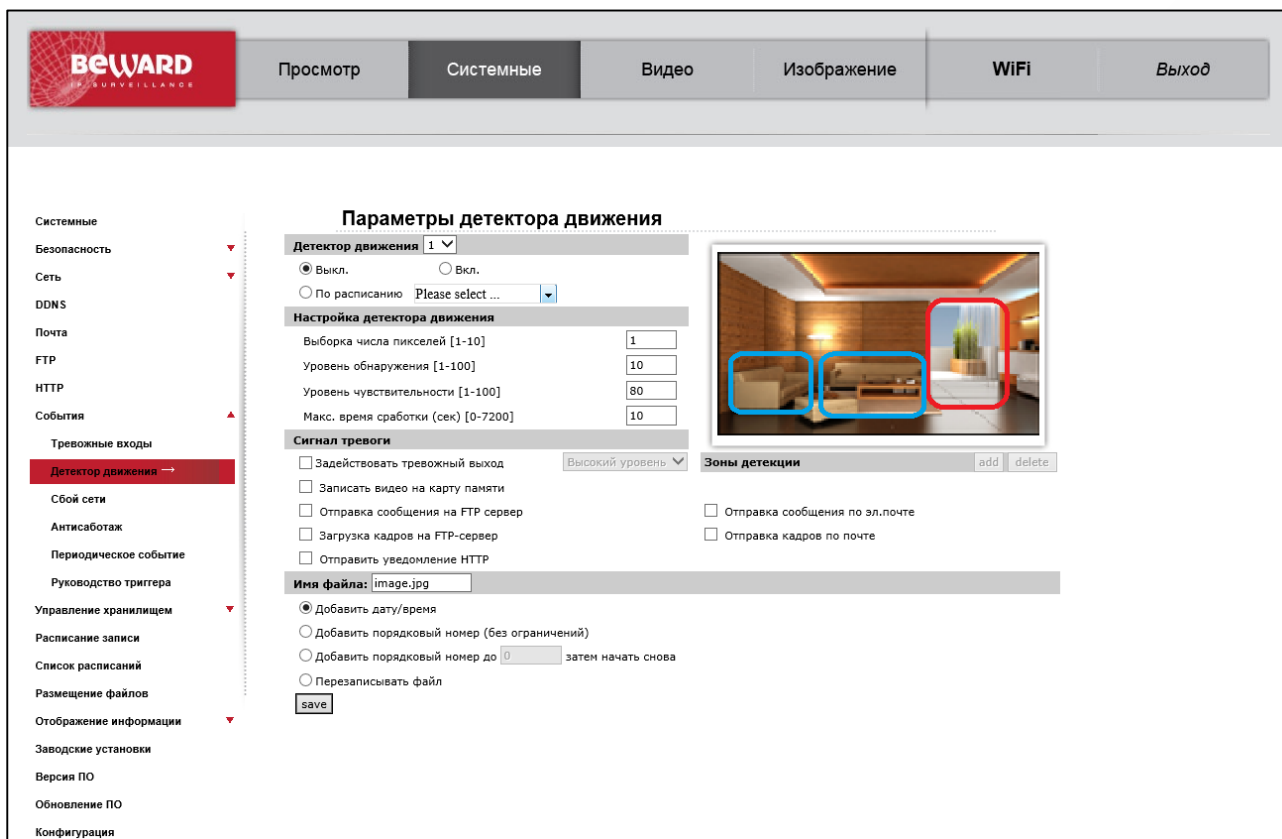 BEWARD
IP SURVEILLANCE
Просмотр Системные Видео Изображение WiFi Выход
Системные
Безопасность
Сеть
DDNS
Почта
FTP
HTTP
События
Тревожные входы
Детектор движения →
Сбой сети
Антисаботаж
Периодическое событие
Руководство триггера
Управление хранилищем
Расписание записи
Список расписаний
Размещение файлов
Отображение информации
Заводские установки
Версия ПО
Обновление ПО
Конфигурация
Параметры детектора движения
Детектор движения 1
Выкл. Вкл.
По расписанию Please select ...
Настройка детектора движения
Выборка числа пикселей [1-10] 1
Уровень обнаружения [1-100] 10
Уровень чувствительности [1-100] 80
Макс. время сработки (сек) [0-7200] 10
Сигнал тревоги
Задействовать тревожный выход Высокий уровень Зоны детекции add delete
Записать видео на карту памяти
Отправка сообщения на FTP сервер Отправка сообщения по эл.почте
Загрузка кадров на FTP-сервер Отправка кадров по почте
Отправить уведомление HTTP
Имя файла: image.jpg
Добавить дату/время
Добавить порядковый номер (без ограничений)
Добавить порядковый номер до 0 затем начать снова
Перезаписывать файл
save